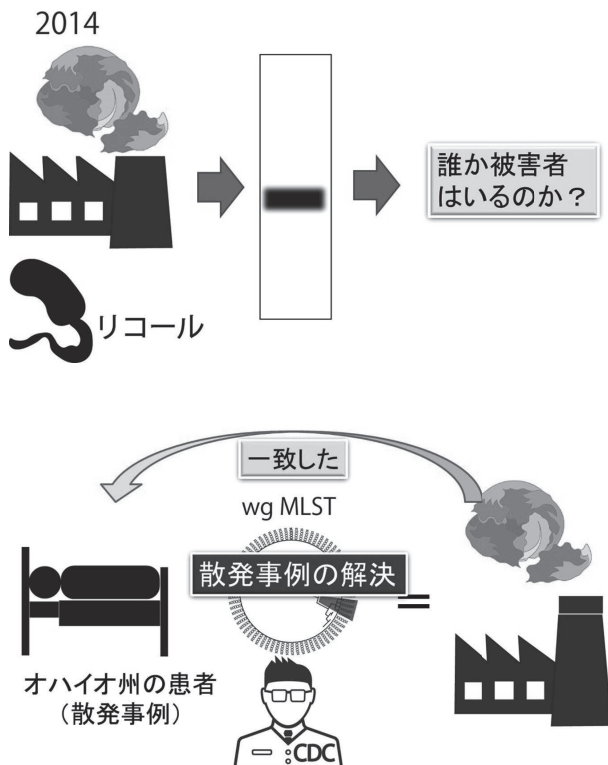 2014
誰か被害者
はいるのか？
リコール
一致した
wg MLST
散発事例の解決
オハイオ州の患者
（散発事例）
CDC